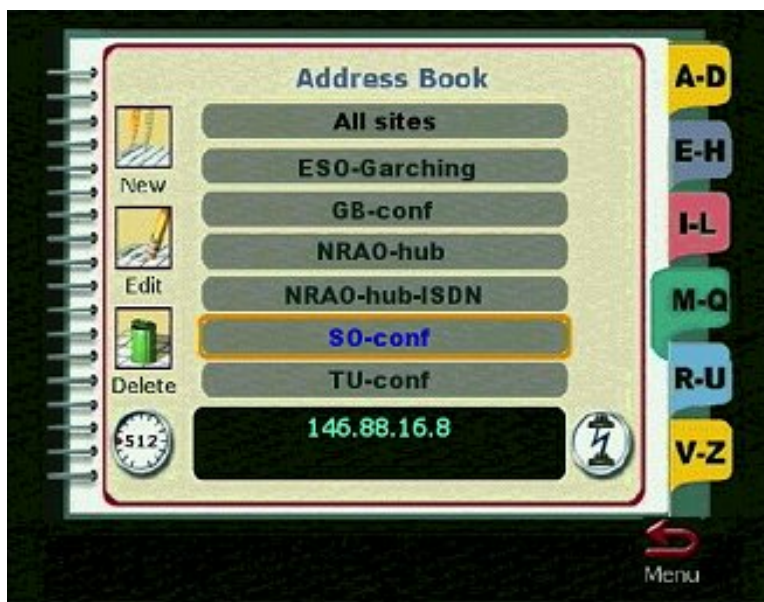 Address Book
All sites
ESO-Garching
GB-conf
NRAO-hub
NRAO-hub-ISDN
SO-conf
TU-conf
146.88.16.8
New
Edit
Delete
512
A-D
E-H
I-L
M-Q
R-U
V-Z
Menu